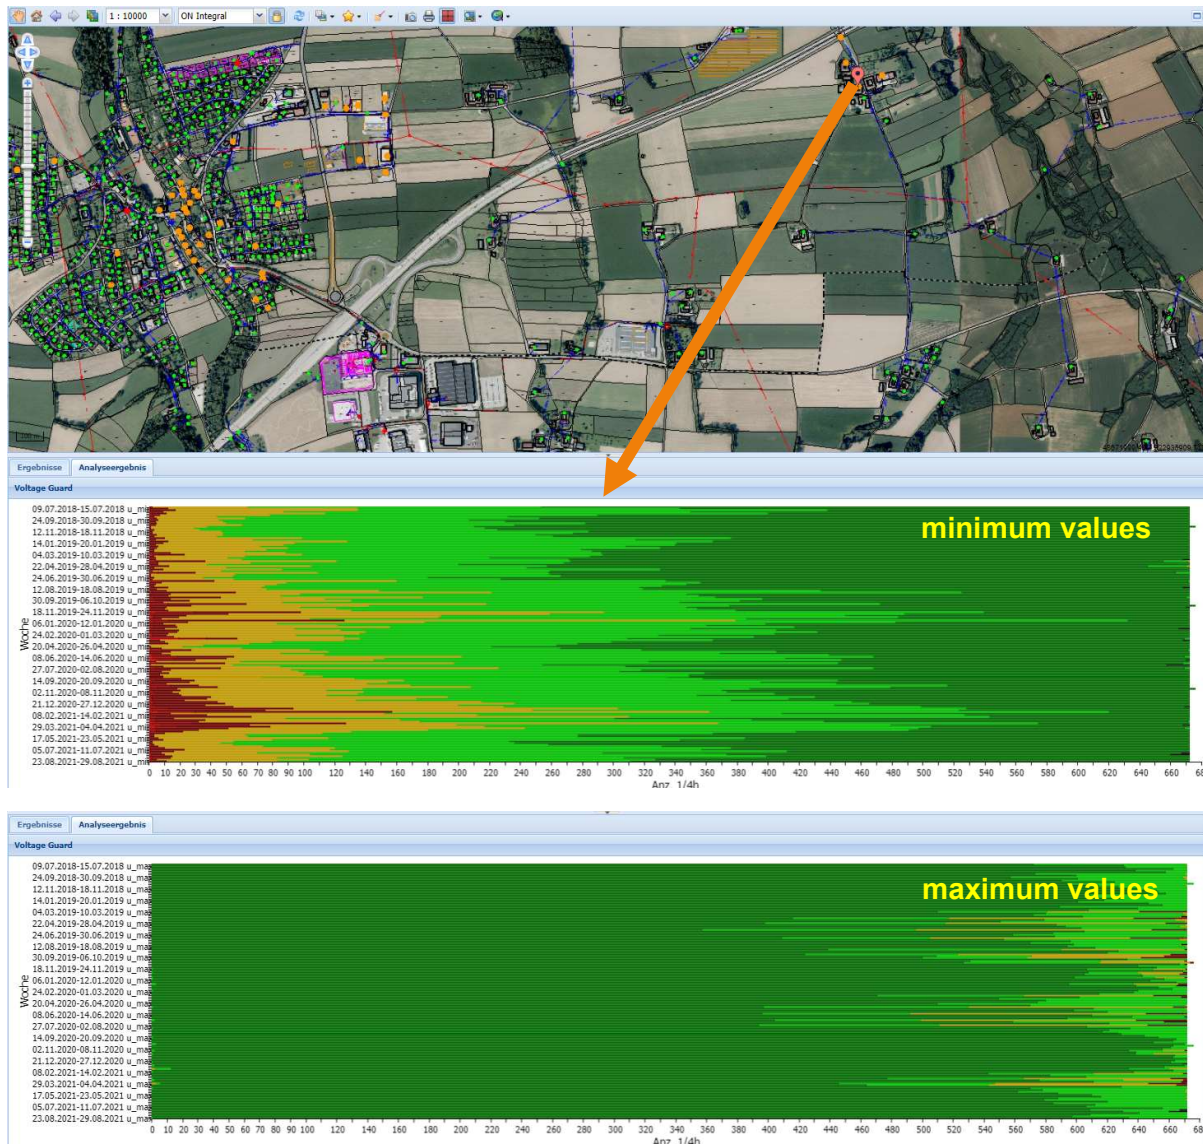 1 : 10000 ON Integral
Ergebnisse Analyseergebnis
Voltage Guard
minimum values
Woche
09.07.2018-15.07.2018 u_mi
24.09.2018-30.09.2018 u_mi
12.11.2018-18.11.2018 u_mi
14.01.2019-20.01.2019 u_mi
04.03.2019-10.03.2019 u_mi
22.04.2019-28.04.2019 u_mi
24.06.2019-30.06.2019 u_mi
12.08.2019-18.08.2019 u_mi
30.09.2019-06.10.2019 u_mi
18.11.2019-24.11.2019 u_mi
06.01.2020-12.01.2020 u_mi
24.02.2020-01.03.2020 u_mi
20.04.2020-26.04.2020 u_mi
08.06.2020-14.06.2020 u_mi
27.07.2020-02.08.2020 u_mi
14.09.2020-20.09.2020 u_mi
02.11.2020-08.11.2020 u_mi
21.12.2020-27.12.2020 u_mi
08.02.2021-14.02.2021 u_mi
29.03.2021-04.04.2021 u_mi
17.05.2021-23.05.2021 u_mi
05.07.2021-11.07.2021 u_mi
23.08.2021-29.08.2021 u_mi
0 10 20 30 40 50 60 70 80 90 100 120 140 160 180 200 220 240 260 280 300 320 340 360 380 400 420 440 460 480 500 520 540 560 580 600 620 640 660 68
Anz. 1/4h
Ergebnisse Analyseergebnis
Voltage Guard
maximum values
Woche
09.07.2018-15.07.2018 u_ma
24.09.2018-30.09.2018 u_ma
12.11.2018-18.11.2018 u_ma
14.01.2019-20.01.2019 u_ma
04.03.2019-10.03.2019 u_ma
22.04.2019-28.04.2019 u_ma
24.06.2019-30.06.2019 u_ma
12.08.2019-18.08.2019 u_ma
30.09.2019-06.10.2019 u_ma
18.11.2019-24.11.2019 u_ma
06.01.2020-12.01.2020 u_ma
24.02.2020-01.03.2020 u_ma
20.04.2020-26.04.2020 u_ma
08.06.2020-14.06.2020 u_ma
27.07.2020-02.08.2020 u_ma
14.09.2020-20.09.2020 u_ma
02.11.2020-08.11.2020 u_ma
21.12.2020-27.12.2020 u_ma
08.02.2021-14.02.2021 u_ma
29.03.2021-04.04.2021 u_ma
17.05.2021-23.05.2021 u_ma
05.07.2021-11.07.2021 u_ma
23.08.2021-29.08.2021 u_ma
0 10 20 30 40 50 60 70 80 90 100 120 140 160 180 200 220 240 260 280 300 320 340 360 380 400 420 440 460 480 500 520 540 560 580 600 620 640 660 68
Anz. 1/4h